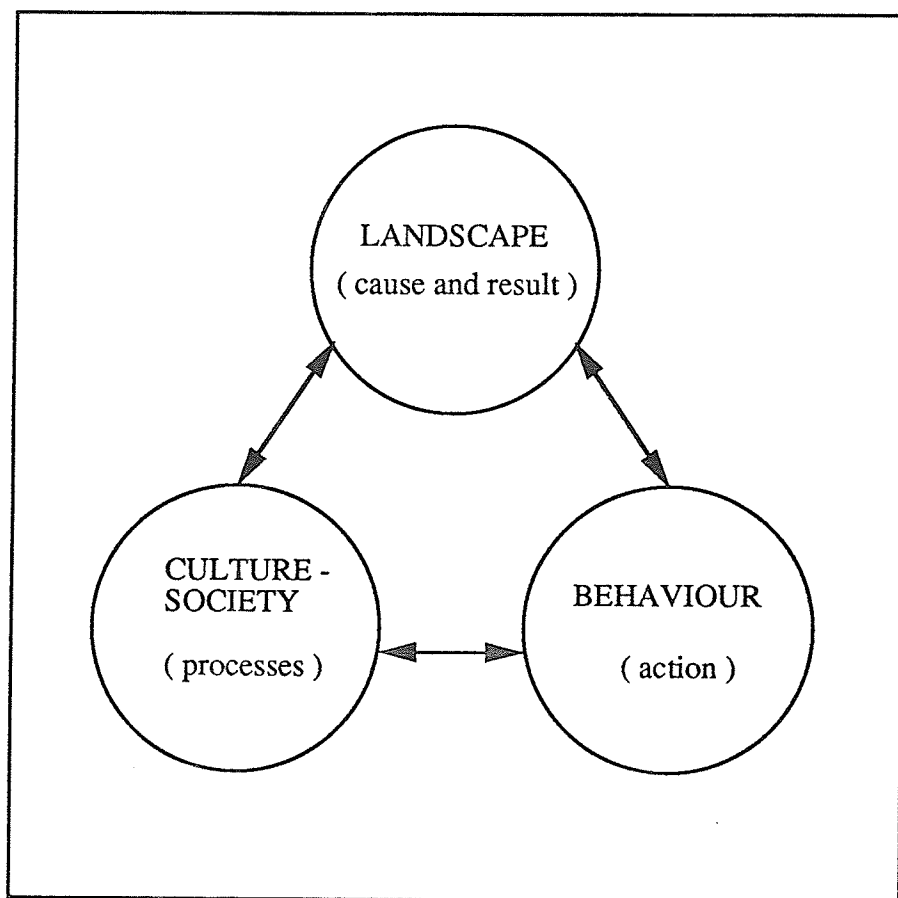 LANDSCAPE
( cause and result )
CULTURE -
SOCIETY
( processes )
BEHAVIOUR
( action )